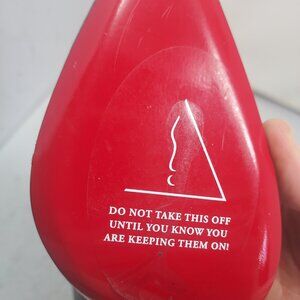 DO NOT TAKE THIS OFF
UNTIL YOU KNOW YOU
ARE KEEPING THEM ON!